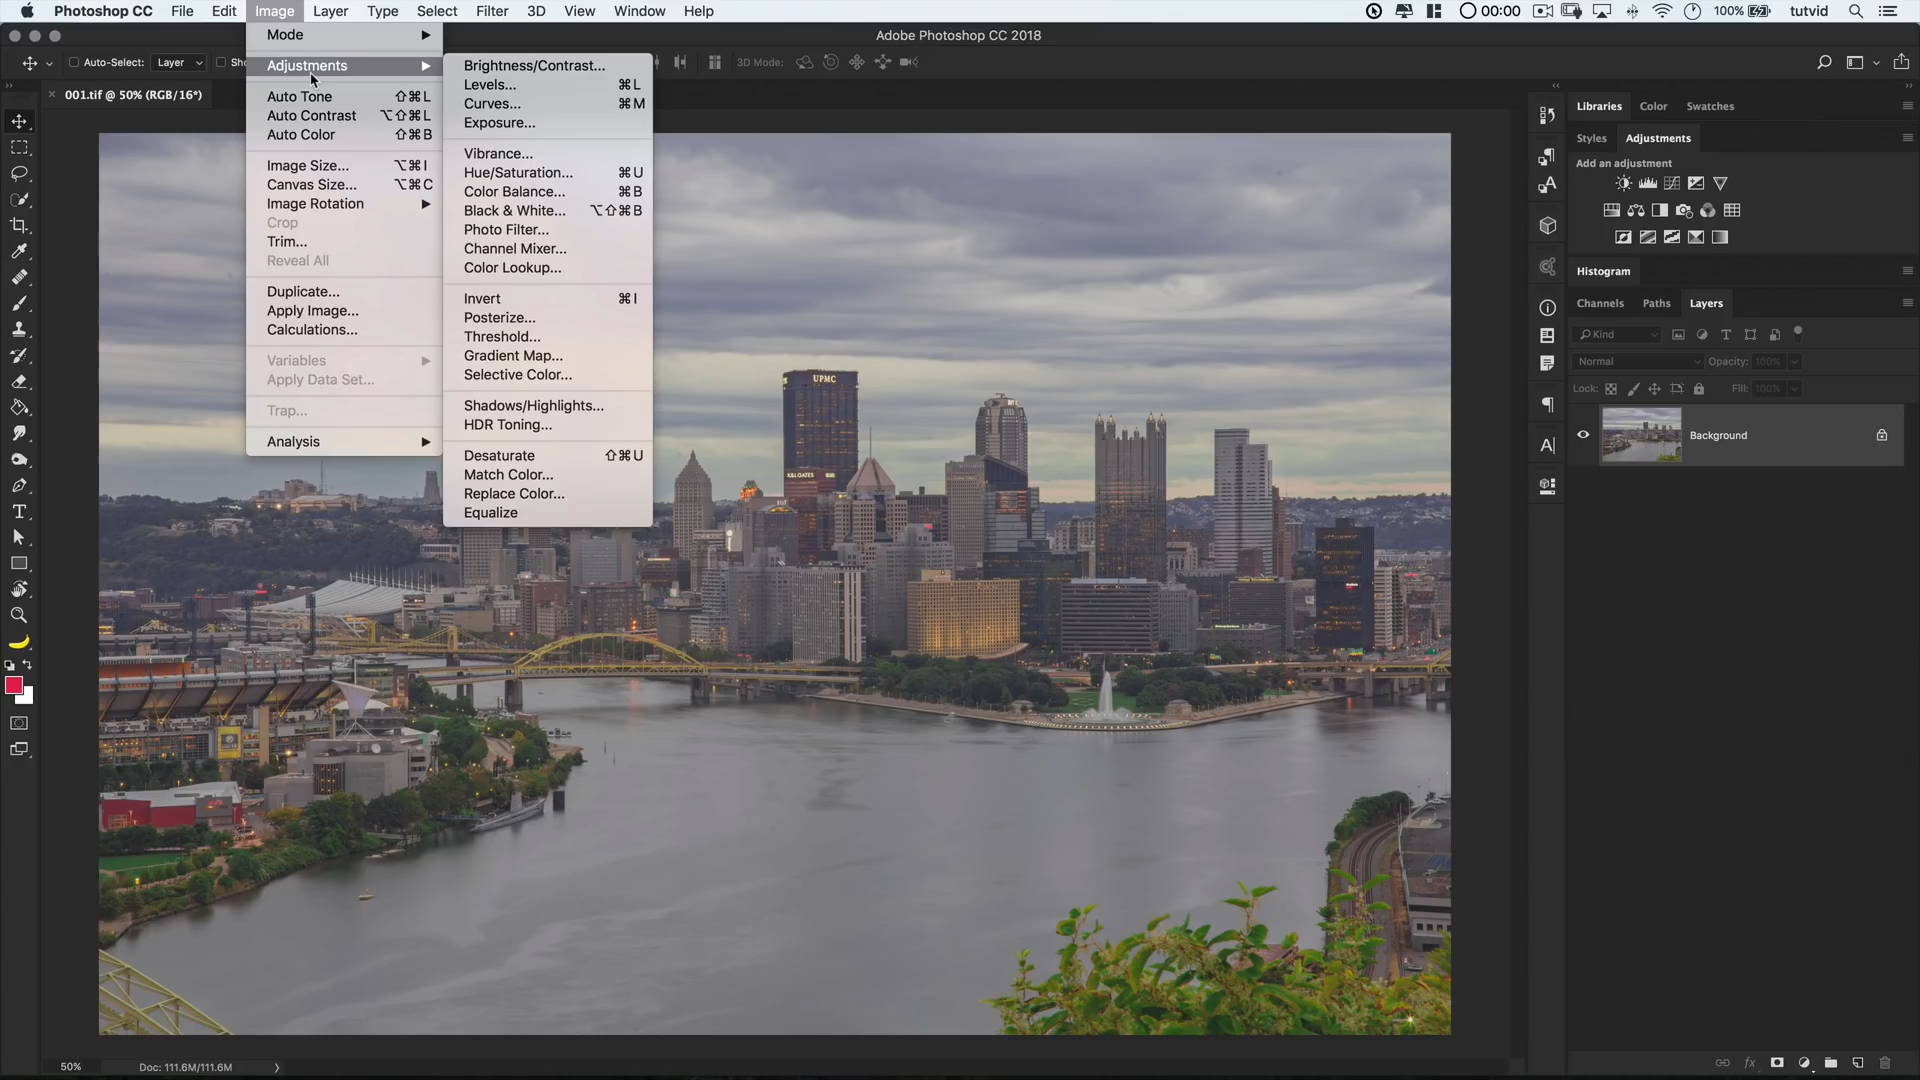 Photoshop CC File Edit Image Layer Type Select Filter 3D View Window Help 00:00 100% tutvid
Adobe Photoshop CC 2018
Auto-Select: Layer Sho 3D Mode:
001.tif @ 50% (RGB/16*)
Mode
Adjustments
Auto Tone ⇧⌘L
Auto Contrast ⌥⇧⌘L
Auto Color ⇧⌘B
Image Size... ⌥⌘I
Canvas Size... ⌥⌘C
Image Rotation
Crop
Trim...
Reveal All
Duplicate...
Apply Image...
Calculations...
Variables
Apply Data Set...
Trap...
Analysis
Brightness/Contrast...
Levels... ⌘L
Curves... ⌘M
Exposure...
Vibrance...
Hue/Saturation... ⌘U
Color Balance... ⌘B
Black & White... ⌥⇧⌘B
Photo Filter...
Channel Mixer...
Color Lookup...
Invert ⌘I
Posterize...
Threshold...
Gradient Map...
Selective Color...
Shadows/Highlights...
HDR Toning...
Desaturate ⇧⌘U
Match Color...
Replace Color...
Equalize
UPMC
K&L GATES
Libraries Color Swatches
Styles Adjustments
Add an adjustment
Histogram
Channels Paths Layers
Kind
Normal Opacity: 100%
Lock: Fill: 100%
Background
50% Doc: 111.6M/111.6M